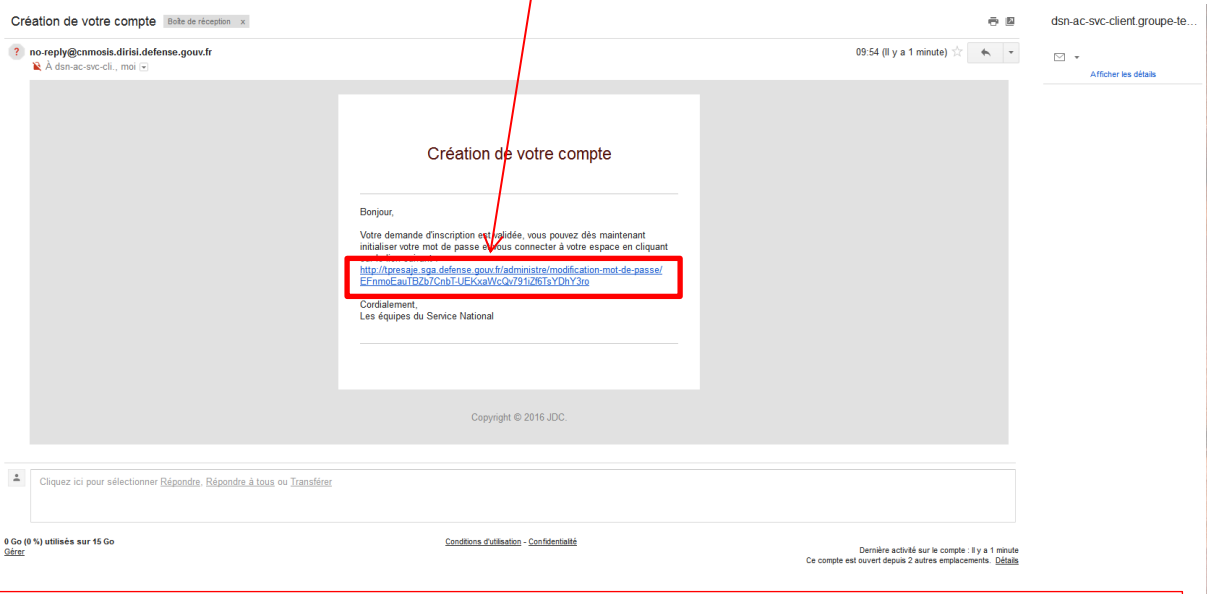 Création de votre compte Boîte de réception x
dsn-ac-svc-client.groupe-te...
? no-reply@cnmosis.dirisi.defense.gouv.fr
09:54 (Il y a 1 minute)
À dsn-ac-svc-cli., moi
Afficher les détails
Création de votre compte
Bonjour,
Votre demande d'inscription est validée, vous pouvez dès maintenant
initialiser votre mot de passe et vous connecter à votre espace en cliquant
http://tpresaje.sga.defense.gouv.fr/administre/modification-mot-de-passe/
EFnmoEauTBZb7CnbT-UEKxaWcQv791iZf6TsYDhY3ro
Cordialement,
Les équipes du Service National
Copyright © 2016 JDC.
Cliquez ici pour sélectionner Répondre, Répondre à tous ou Transférer
0 Go (0 %) utilisés sur 15 Go
Gérer
Conditions d'utilisation - Confidentialité
Dernière activité sur le compte : Il y a 1 minute
Ce compte est ouvert depuis 2 autres emplacements. Détails